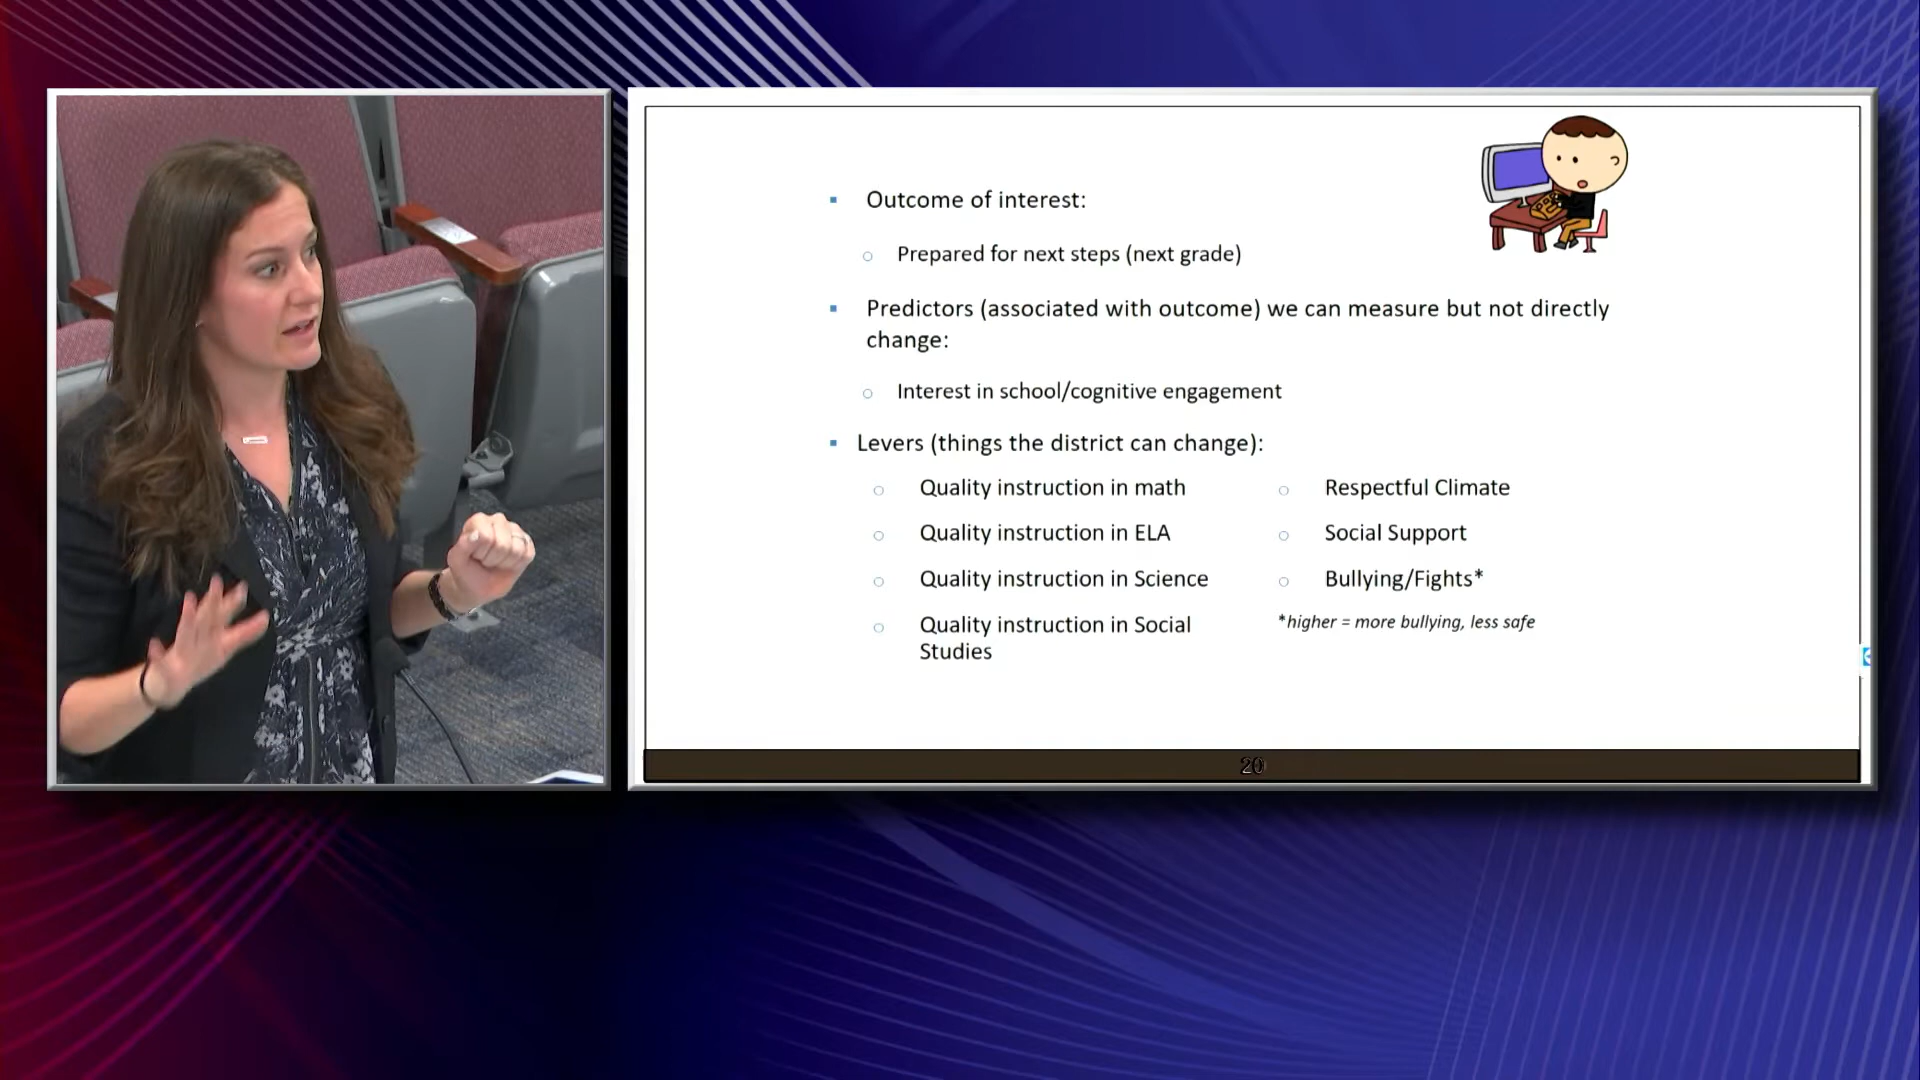 Outcome of interest:
Prepared for next steps (next grade)
Predictors (associated with outcome) we can measure but not directly
change:
Interest in school/cognitive engagement
Levers (things the district can change):
Quality instruction in math
Quality instruction in ELA
Quality instruction in Science
Quality instruction in Social
Studies
Respectful Climate
Social Support
Bullying/Fights*
*higher = more bullying, less safe
20